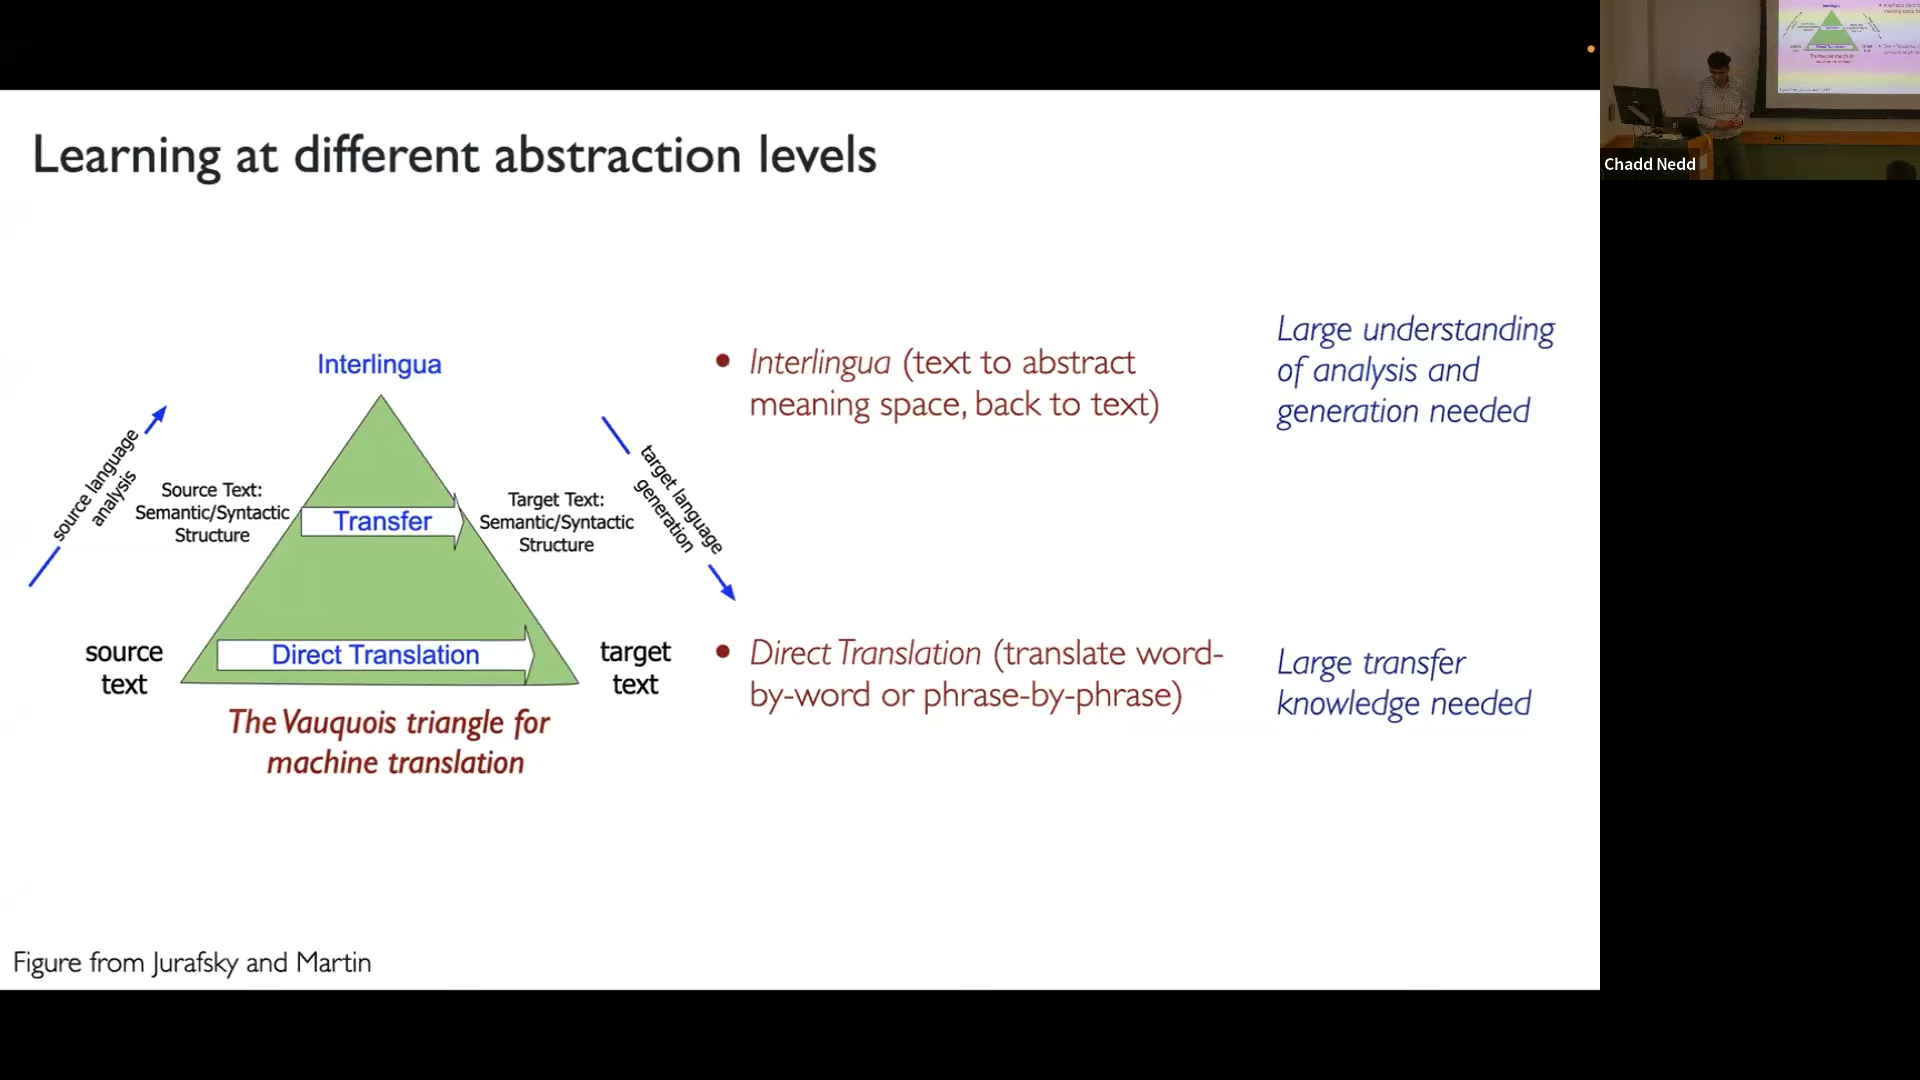 Learning at different abstraction levels
Interlingua
source language
analysis
Source Text:
Semantic/Syntactic
Structure
Transfer
Target Text:
Semantic/Syntactic
Structure
target language
generation
source
text
Direct Translation
target
text
The Vauquois triangle for
machine translation
• Interlingua (text to abstract
meaning space, back to text)
Large understanding
of analysis and
generation needed
• Direct Translation (translate word-
by-word or phrase-by-phrase)
Large transfer
knowledge needed
Figure from Jurafsky and Martin
Chadd Nedd